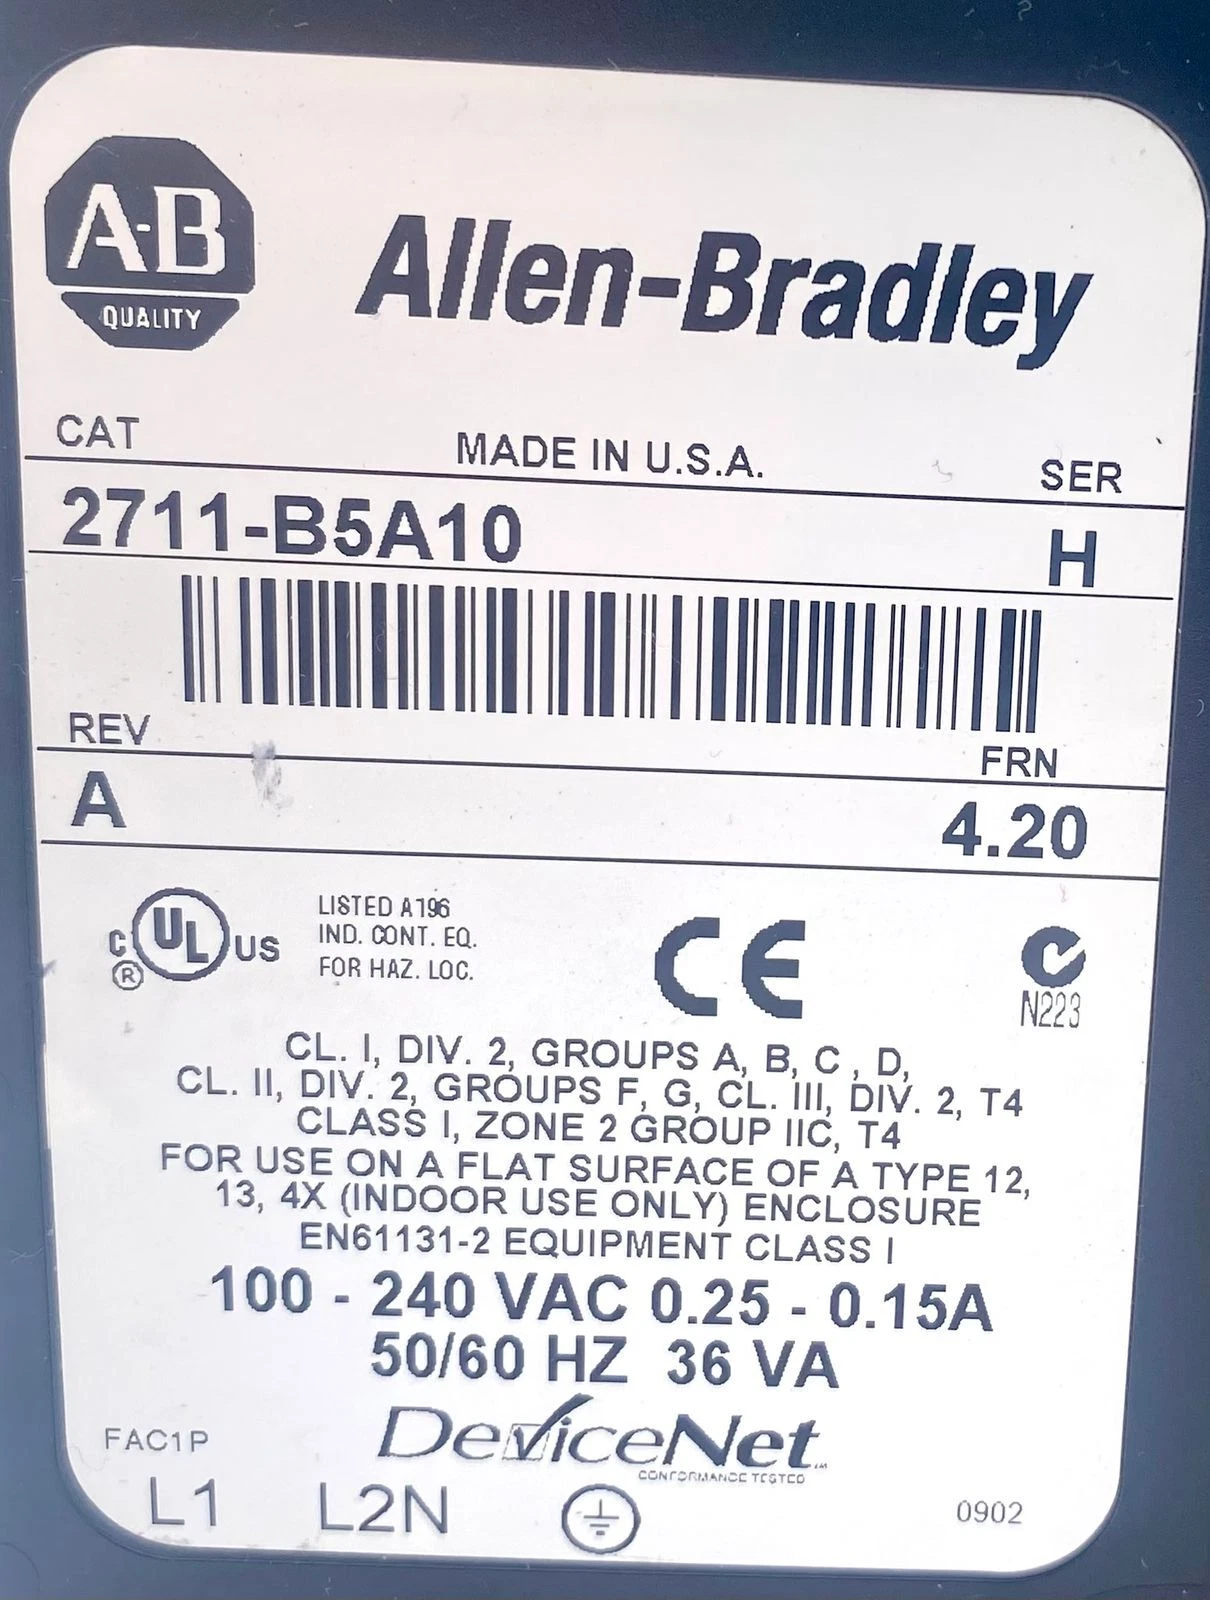 A-B
QUALITY
Allen-Bradley
CAT MADE IN U.S.A. SER
2711-B5A10 H
REV FRN
A 4.20
C UL US
®
LISTED A196
IND. CONT. EQ.
FOR HAZ. LOC.
CE
N223
CL. I, DIV. 2, GROUPS A, B, C , D,
CL. II, DIV. 2, GROUPS F, G, CL. III, DIV. 2, T4
CLASS I, ZONE 2 GROUP IIC, T4
FOR USE ON A FLAT SURFACE OF A TYPE 12,
13, 4X (INDOOR USE ONLY) ENCLOSURE
EN61131-2 EQUIPMENT CLASS I
100 - 240 VAC 0.25 - 0.15A
50/60 HZ 36 VA
DeviceNet™
CONFORMANCE TESTED
FAC1P
L1 L2N 0902